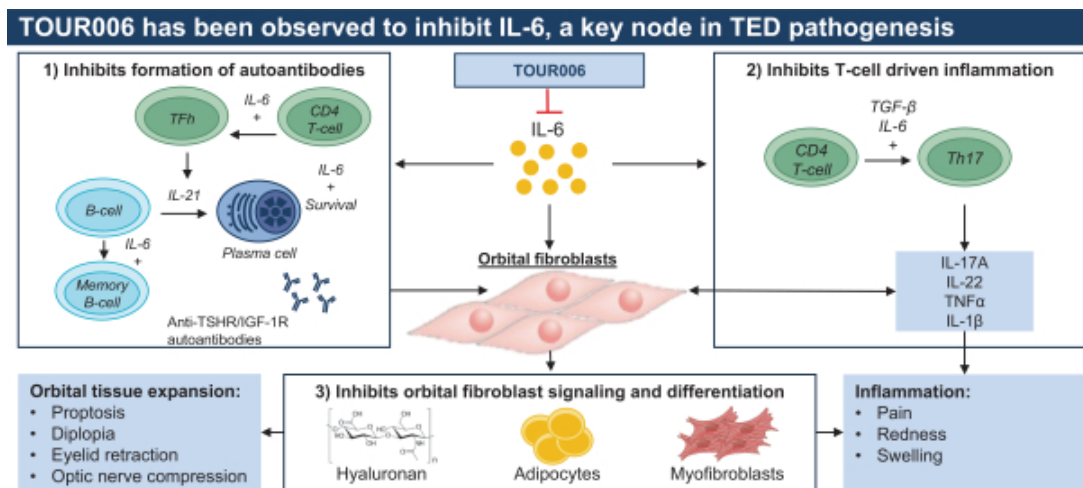 TOUR006 has been observed to inhibit IL-6, a key node in TED pathogenesis
1) Inhibits formation of autoantibodies
TFh
IL-6
+
CD4
T-cell
B-cell
IL-21
Plasma cell
IL-6
+
Survival
IL-6
+
Memory
B-cell
Anti-TSHR/IGF-1R
autoantibodies
TOUR006
IL-6
Orbital fibroblasts
2) Inhibits T-cell driven inflammation
CD4
T-cell
TGF-β
IL-6
+
Th17
IL-17A
IL-22
TNFα
IL-1β
Orbital tissue expansion:
• Proptosis
• Diplopia
• Eyelid retraction
• Optic nerve compression
3) Inhibits orbital fibroblast signaling and differentiation
Hyaluronan
Adipocytes
Myofibroblasts
Inflammation:
• Pain
• Redness
• Swelling